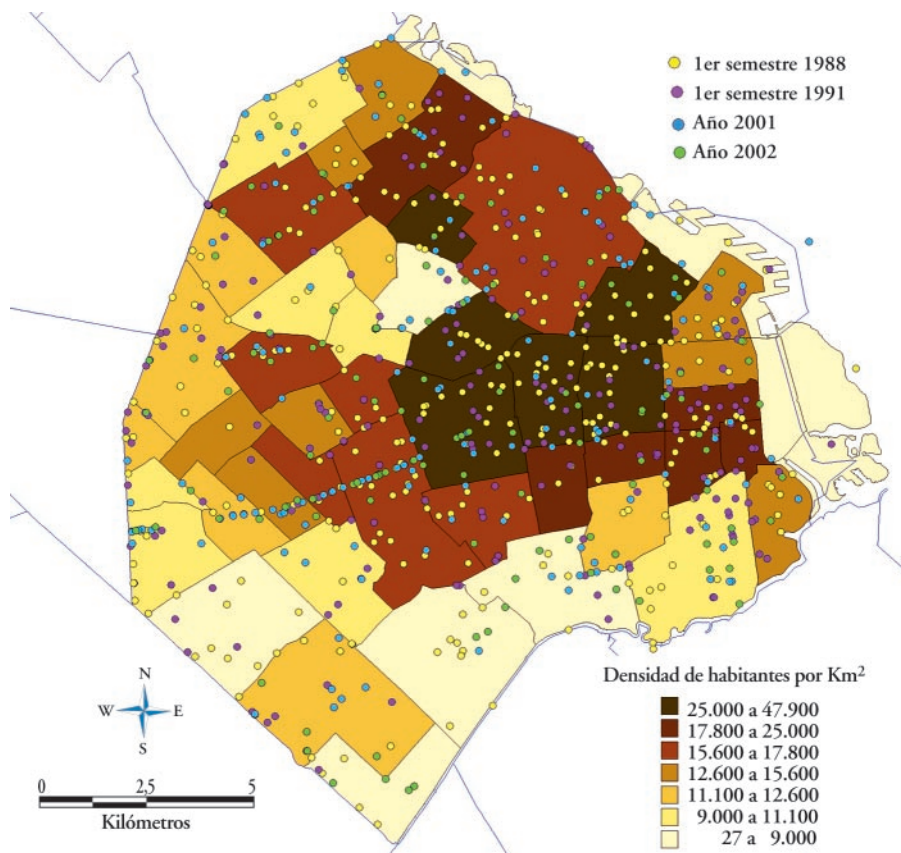 1er semestre 1988
1er semestre 1991
Año 2001
Año 2002
N
W E
S
0 2,5 5
Kilómetros
Densidad de habitantes por Km²
25.000 a 47.900
17.800 a 25.000
15.600 a 17.800
12.600 a 15.600
11.100 a 12.600
9.000 a 11.100
27 a 9.000